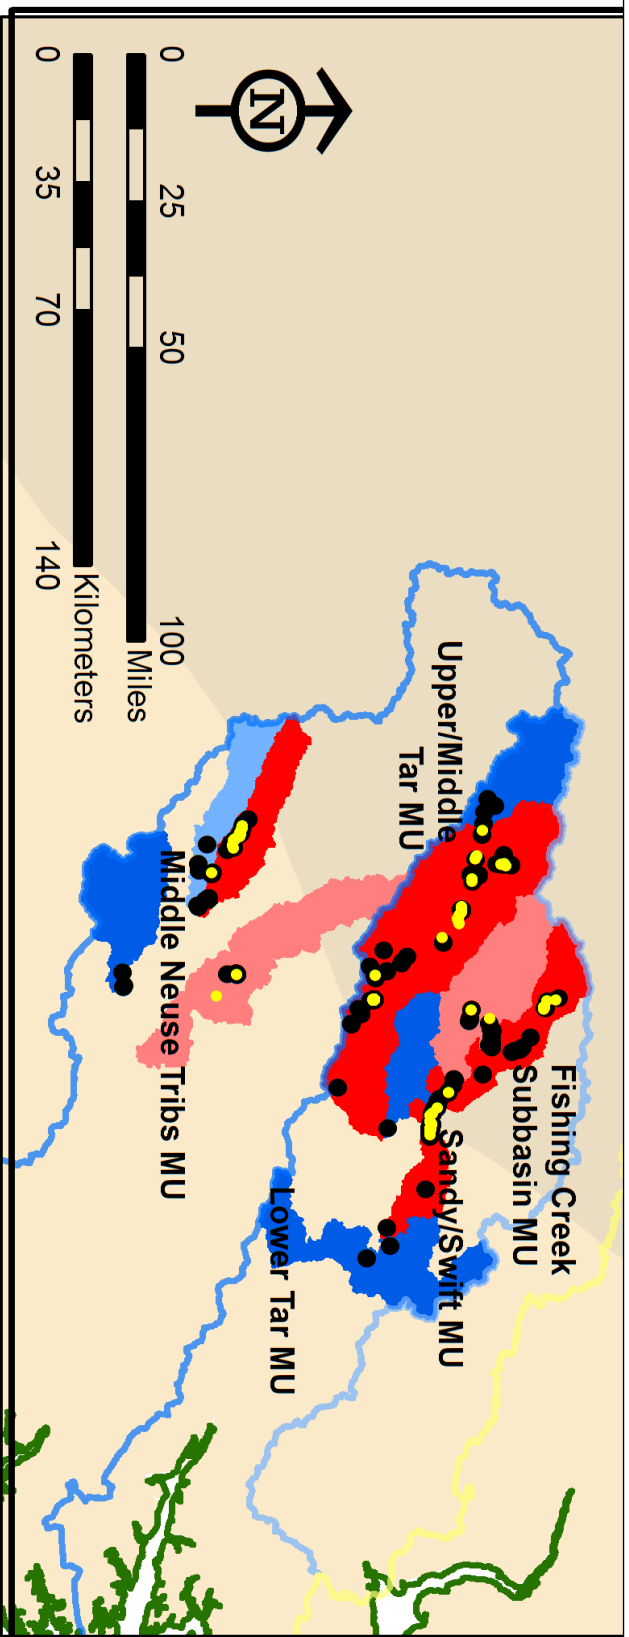 Fishing Creek
Subbasin MU
Upper/Middle
Tar MU
Sandy/Swift MU
Lower Tar MU
Middle Neuse Tribs MU
N
0 25 50 100
Miles
Kilometers
0 35 70 140